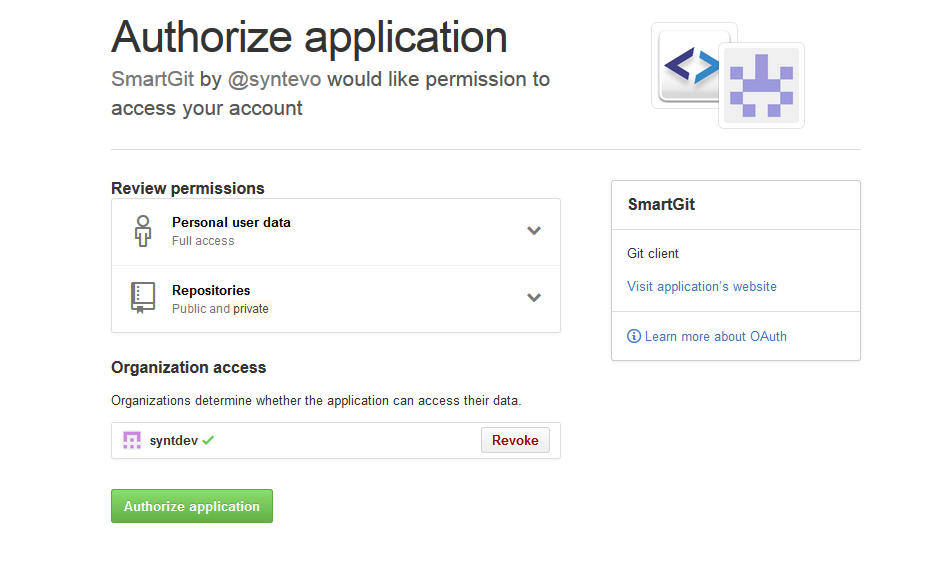 Authorize application
SmartGit by @syntevo would like permission to
access your account
Review permissions
Personal user data
Full access
Repositories
Public and private
Organization access
Organizations determine whether the application can access their data.
syntdev
Revoke
Authorize application
SmartGit
Git client
Visit application's website
Learn more about OAuth